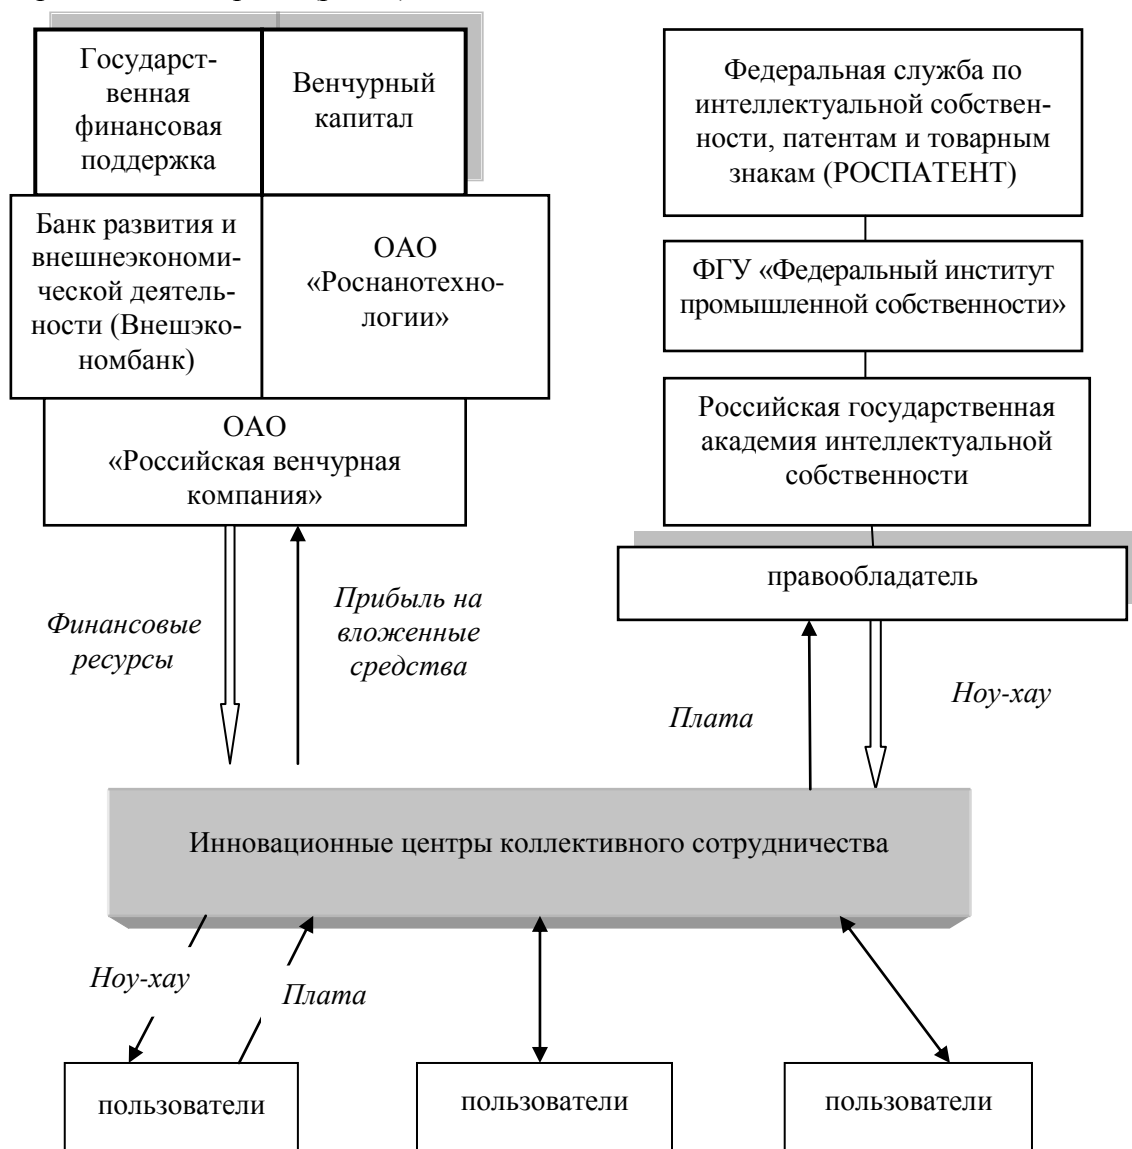 Государст-
венная
финансовая
поддержка
Венчурный
капитал
Банк развития и
внешнеэкономи-
ческой деятель-
ности (Внешэко-
номбанк)
ОАО
«Роснанотехно-
логии»
ОАО
«Российская венчурная
компания»
Федеральная служба по
интеллектуальной собствен-
ности, патентам и товарным
знакам (РОСПАТЕНТ)
ФГУ «Федеральный институт
промышленной собственности»
Российская государственная
академия интеллектуальной
собственности
правообладатель
Финансовые
ресурсы
Прибыль на
вложенные
средства
Плата
Ноу-хау
Инновационные центры коллективного сотрудничества
Ноу-хау
Плата
пользователи
пользователи
пользователи